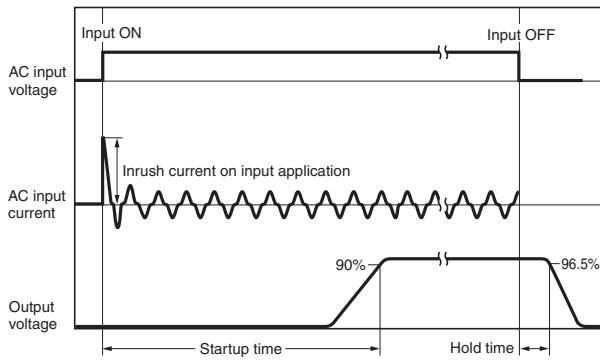 Input ON
Input OFF
AC input
voltage
Inrush current on input application
AC input
current
90%
96.5%
Output
voltage
Startup time
Hold time